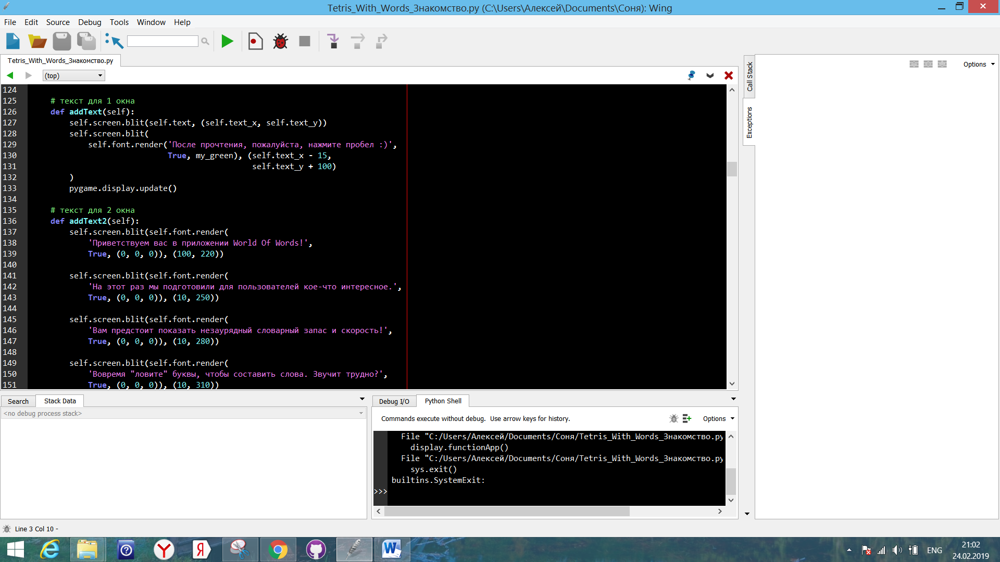 Tetris_With_Words_Знакомство.py (C:\Users\Алексей\Documents\Соня): Wing
File Edit Source Debug Tools Window Help
Tetris_With_Words_Знакомство.py
(top)
Options
Call Stack
Exceptions
124
125 # текст для 1 окна
126 def addText(self):
127 self.screen.blit(self.text, (self.text_x, self.text_y))
128 self.screen.blit(
129 self.font.render('После прочтения, пожалуйста, нажмите пробел :)',
130 True, my_green), (self.text_x - 15,
131 self.text_y + 100)
132 )
133 pygame.display.update()
134
135 # текст для 2 окна
136 def addText2(self):
137 self.screen.blit(self.font.render(
138 'Приветствуем вас в приложении World Of Words!',
139 True, (0, 0, 0)), (100, 220))
140
141 self.screen.blit(self.font.render(
142 'На этот раз мы подготовили для пользователей кое-что интересное.',
143 True, (0, 0, 0)), (10, 250))
144
145 self.screen.blit(self.font.render(
146 'Вам предстоит показать незаурядный словарный запас и скорость!',
147 True, (0, 0, 0)), (10, 280))
148
149 self.screen.blit(self.font.render(
150 'Вовремя "ловите" буквы, чтобы составить слова. Звучит трудно?',
151 True, (0, 0, 0)), (10, 310))
Search Stack Data
<no debug process stack>
Debug I/O Python Shell
Commands execute without debug. Use arrow keys for history.
Options
File "C:/Users/Алексей/Documents/Соня/Tetris_With_Words_Знакомство.py
display.functionApp()
File "C:/Users/Алексей/Documents/Соня/Tetris_With_Words_Знакомство.py
sys.exit()
builtins.SystemExit:
>>>
Line 3 Col 10 -
ENG
21:02
24.02.2019